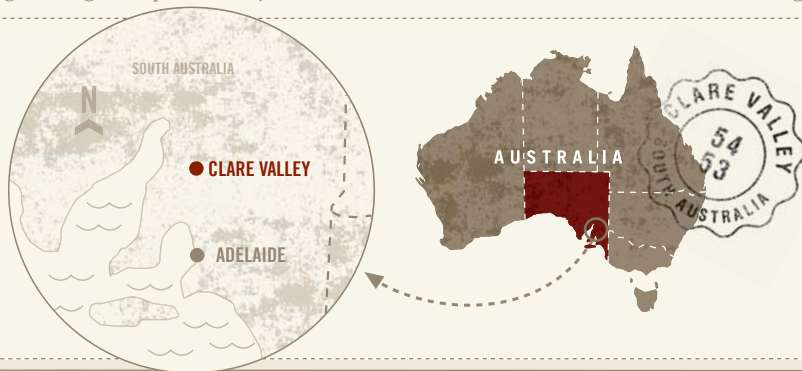 SOUTH AUSTRALIA
N
CLARE VALLEY
ADELAIDE
AUSTRALIA
CLARE VALLEY
54
53
SOUTH
AUSTRALIA